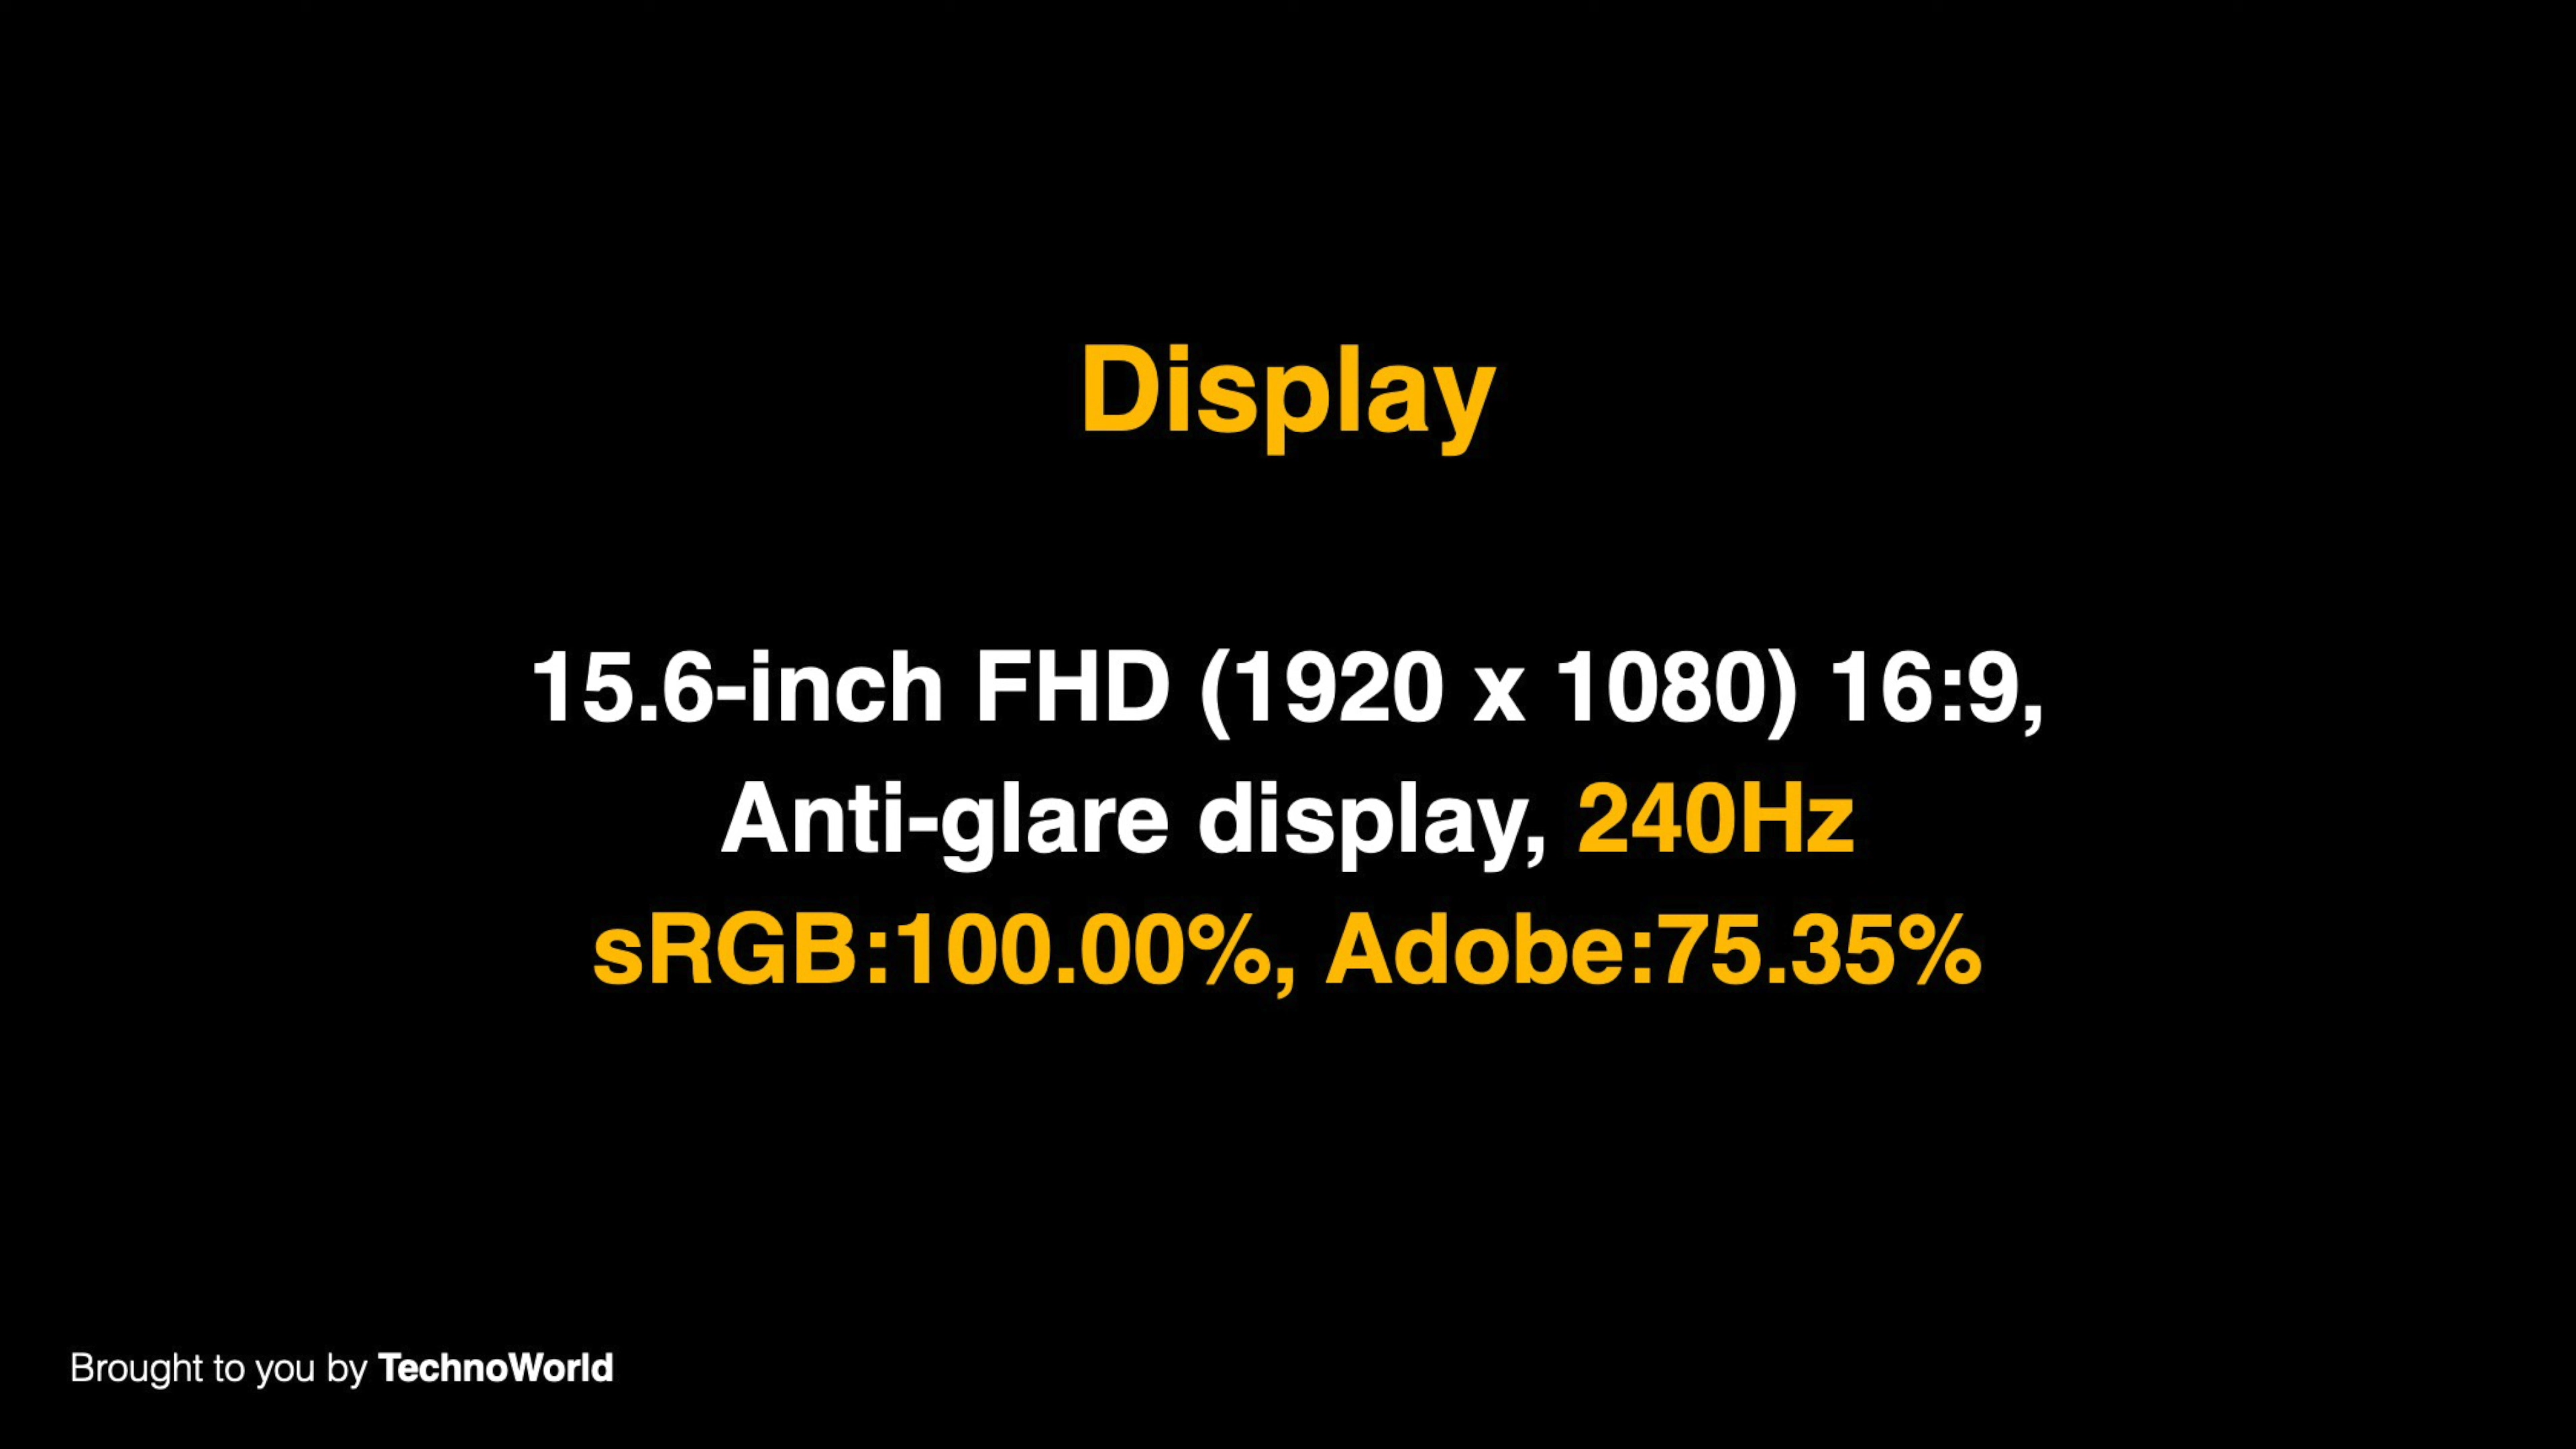 Display
15.6-inch FHD (1920 x 1080) 16:9,
Anti-glare display, 240Hz
sRGB:100.00%, Adobe:75.35%
Brought to you by TechnoWorld